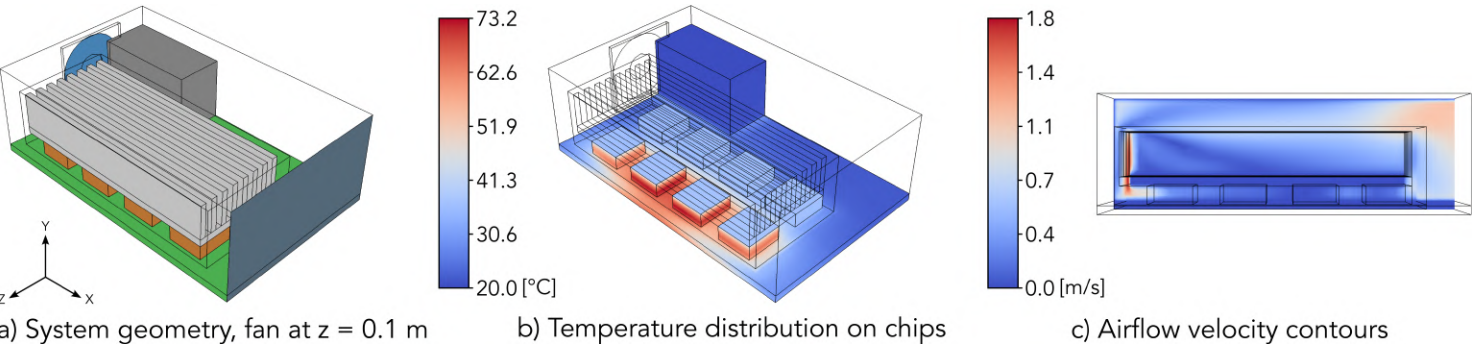 73.2
62.6
51.9
41.3
30.6
20.0 [°C]
1.8
1.4
1.1
0.7
0.4
0.0 [m/s]
Y
Z
X
a) System geometry, fan at z = 0.1 m
b) Temperature distribution on chips
c) Airflow velocity contours